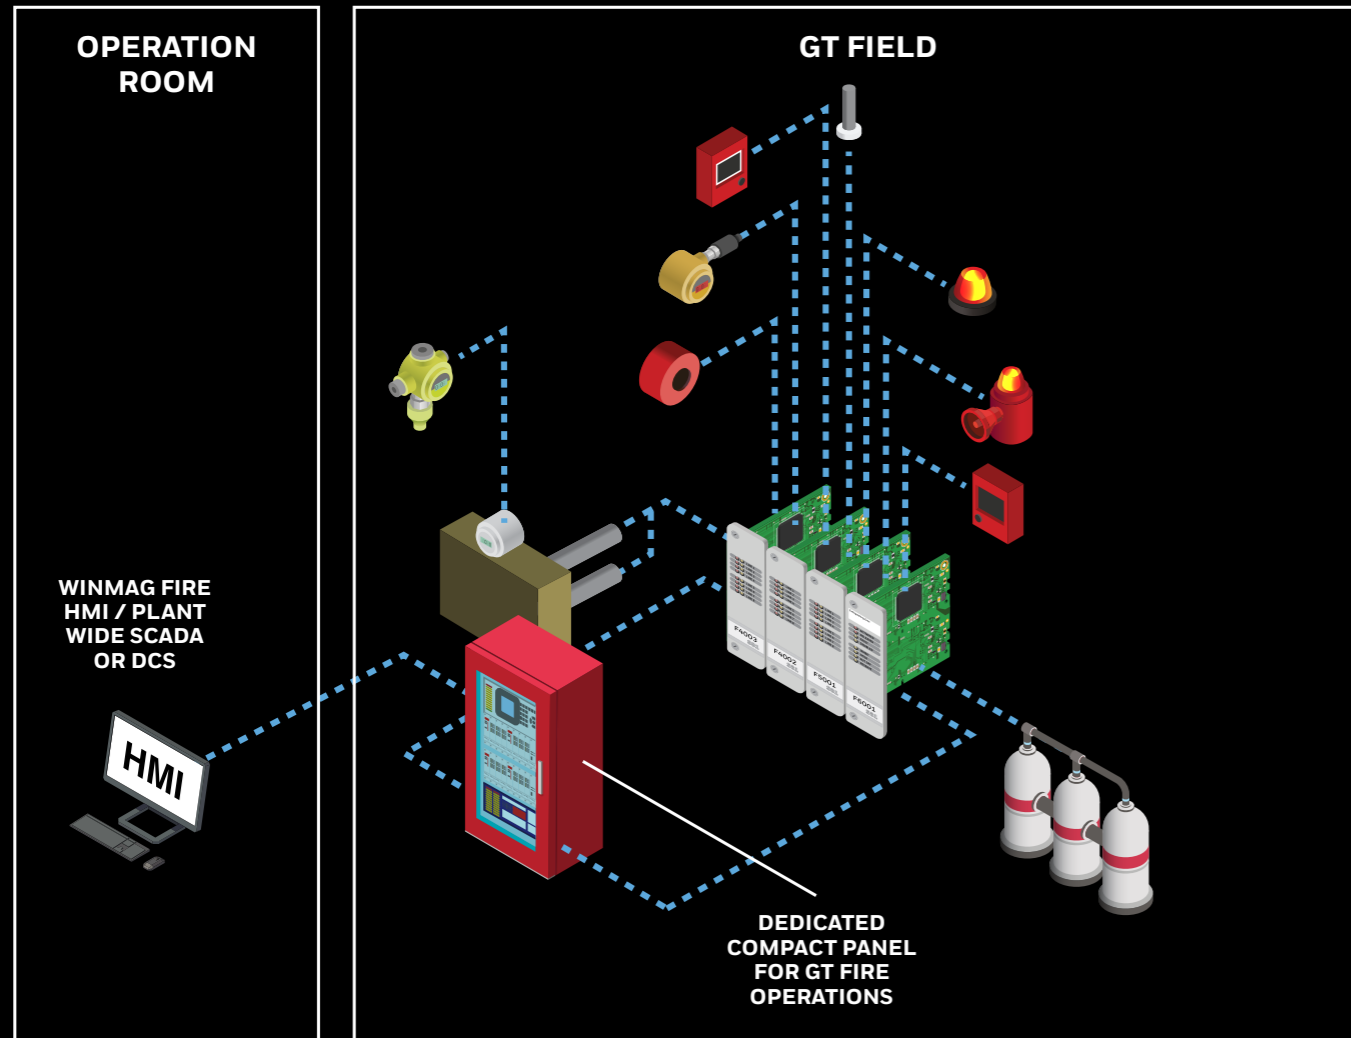 OPERATION
ROOM
GT FIELD
WINMAG FIRE
HMI / PLANT
WIDE SCADA
OR DCS
HMI
F4003
F4002
F5001
F6001
DEDICATED
COMPACT PANEL
FOR GT FIRE
OPERATIONS